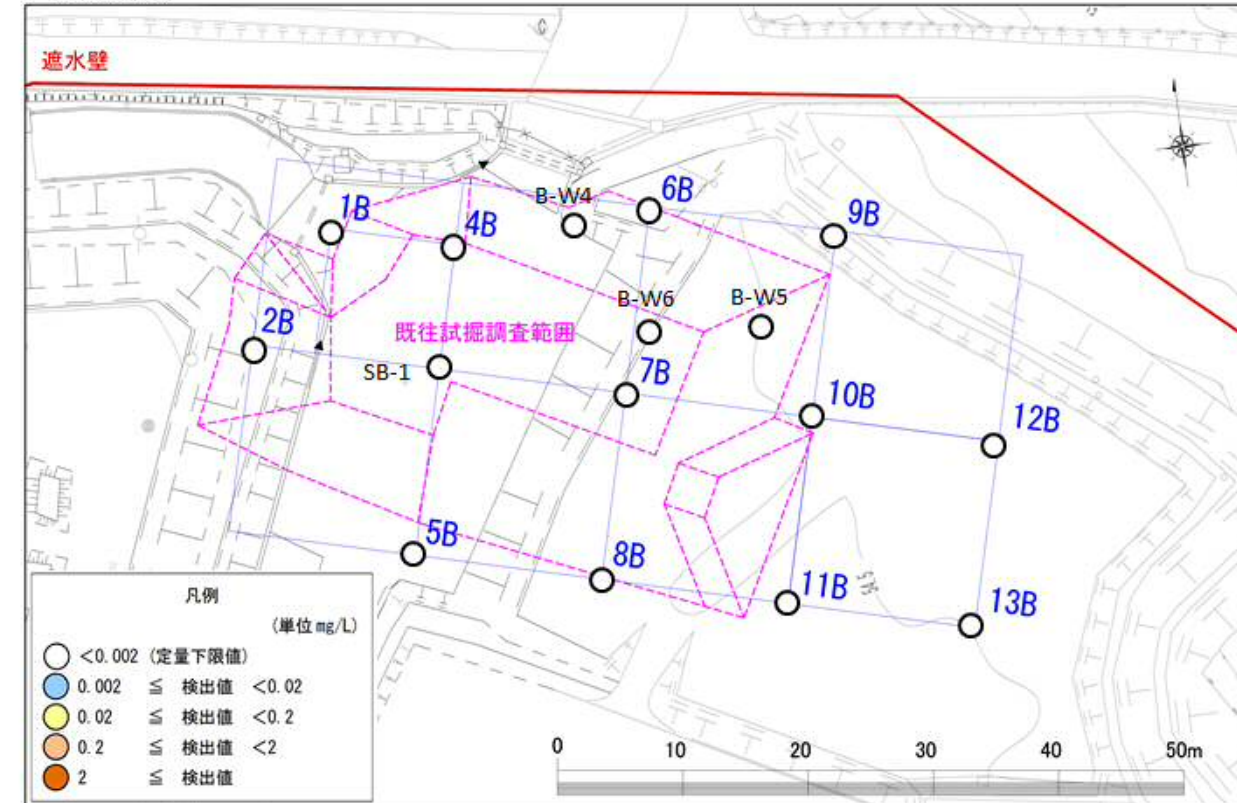 遮水壁
B-W4
6B
1B
4B
9B
B-W6
B-W5
2B
既往試掘調査範囲
SB-1
7B
10B
12B
5B
8B
11B
13B
凡例
(単位mg/L)
<0.002 (定量下限値)
0.002 ≦ 検出値 <0.02
0.02 ≦ 検出値 <0.2
0.2 ≦ 検出値 <2
2 ≦ 検出値
0 10 20 30 40 50m